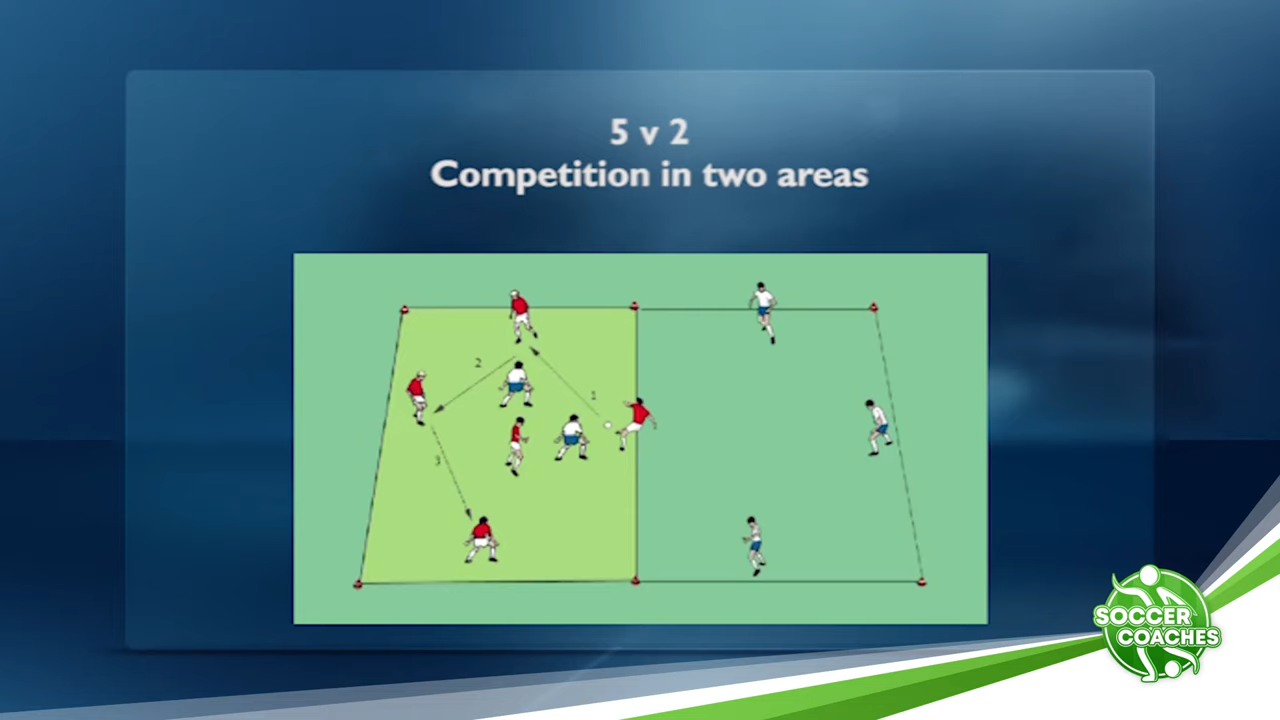 5 v 2
Competition in two areas
2
1
3
SOCCER
COACHES